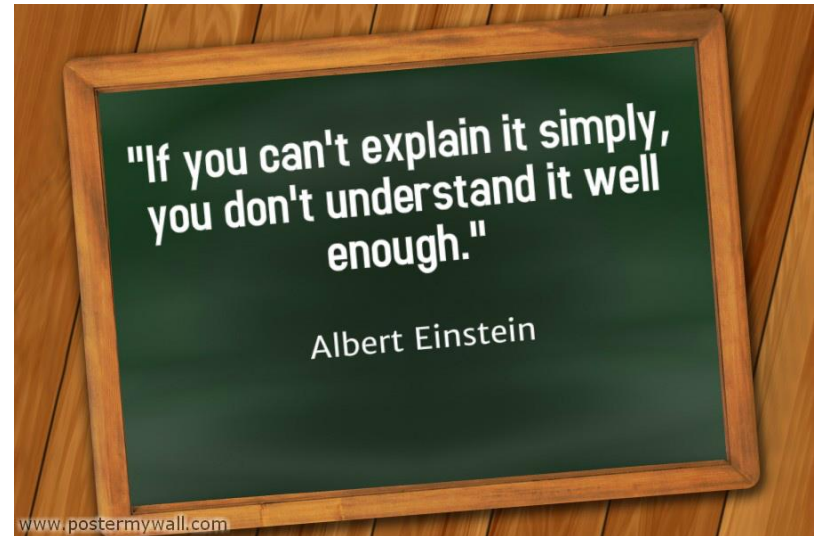 "If you can't explain it simply,
you don't understand it well
enough."
Albert Einstein
www.postermywall.com